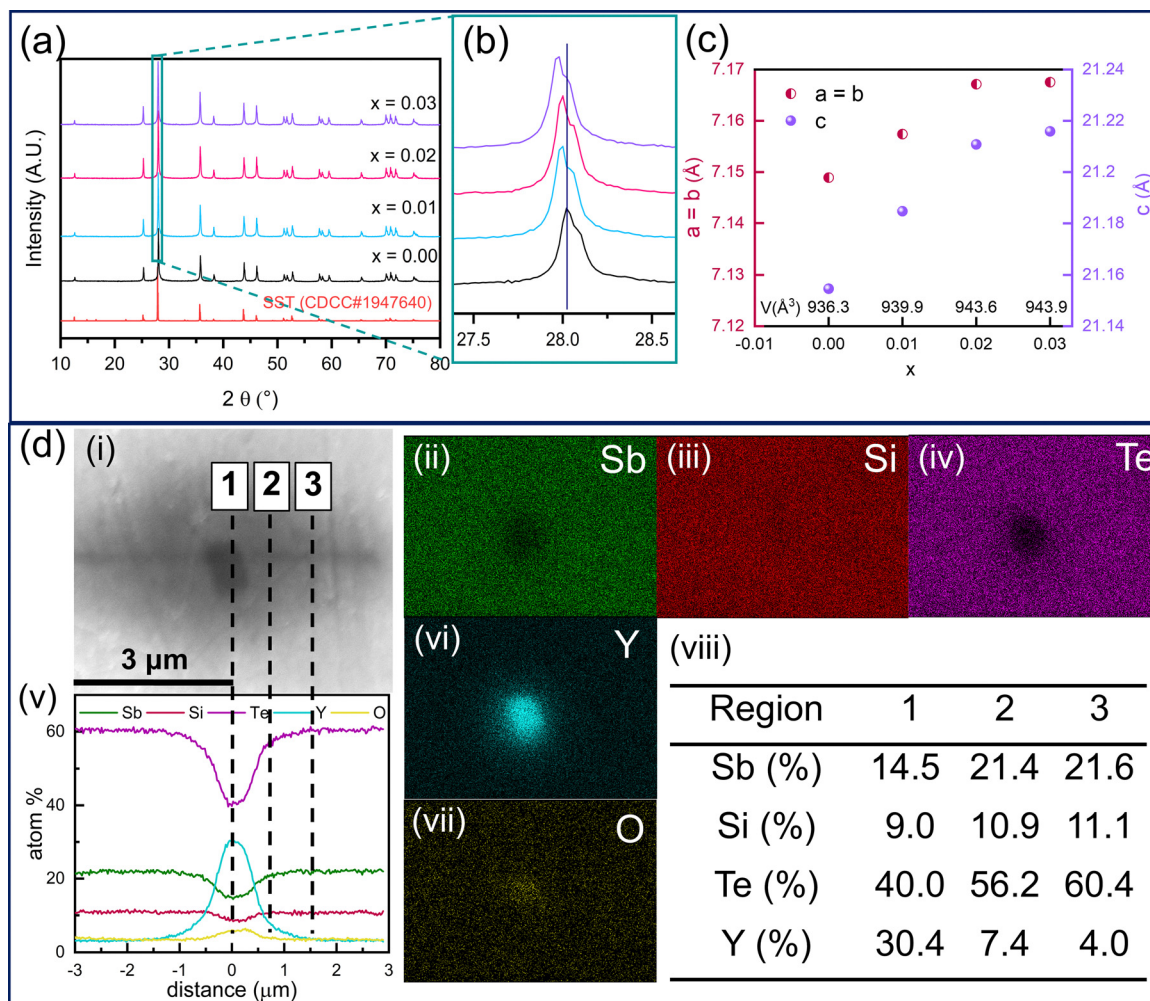 (a)
Intensity (A.U.)
x = 0.03
x = 0.02
x = 0.01
x = 0.00
SST (CDCC#1947640)
10 20 30 40 50 60 70 80
2 θ (°)
(b)
27.5 28.0 28.5
(c)
a = b (Å)
7.17
7.16
7.15
7.14
7.13
7.12
a = b
c
V(Å³) 936.3 939.9 943.6 943.9
-0.01 0.00 0.01 0.02 0.03
x
21.24
21.22
21.2
21.18
21.16
21.14
c (Å)
(d)
(i)
1 2 3
3 µm
(ii) Sb
(iii) Si
(iv) Te
(v)
Sb Si Te Y O
atom %
60
40
20
0
-3 -2 -1 0 1 2 3
distance (µm)
(vi) Y
(vii) O
(viii)
Region 1 2 3
Sb (%) 14.5 21.4 21.6
Si (%) 9.0 10.9 11.1
Te (%) 40.0 56.2 60.4
Y (%) 30.4 7.4 4.0